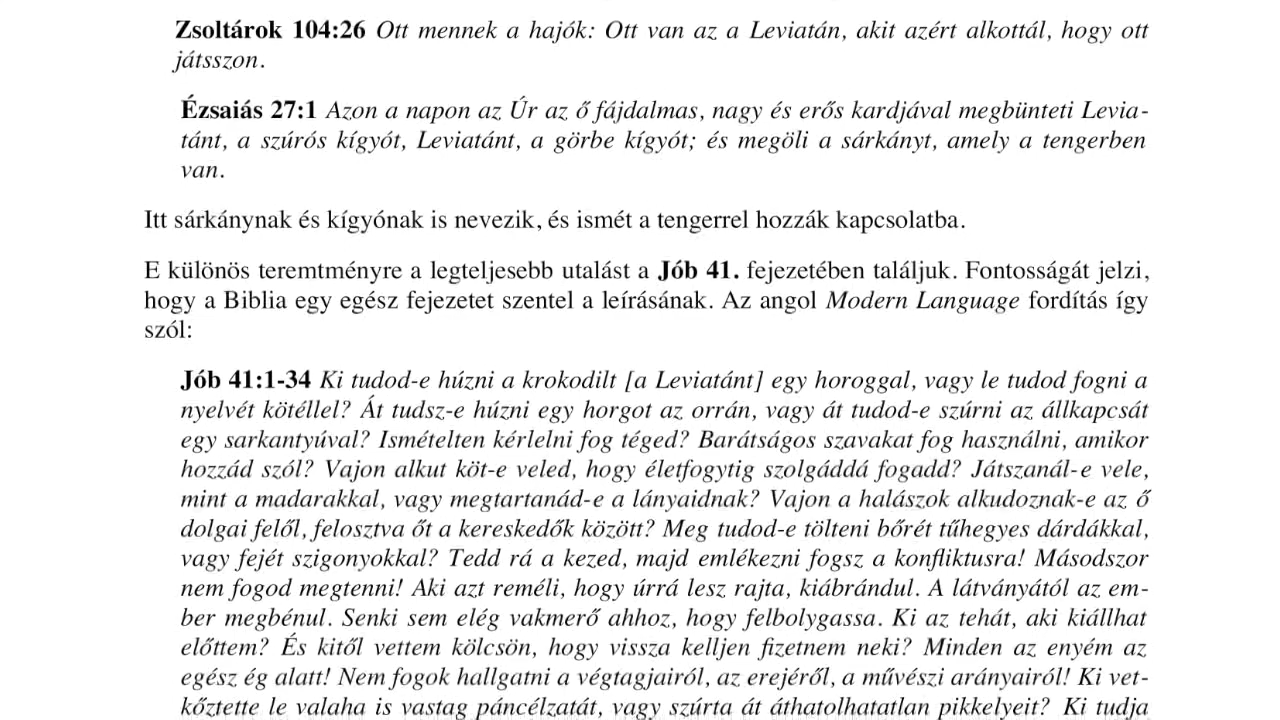 Zsoltárok 104:26 Ott mennek a hajók: Ott van az a Leviatán, akit azért alkottál, hogy ott
játsszon.
Ézsaiás 27:1 Azon a napon az Úr az ő fájdalmas, nagy és erős kardjával megbünteti Levia-
tánt, a szúrós kígyót, Leviatánt, a görbe kígyót; és megöli a sárkányt, amely a tengerben
van.
Itt sárkánynak és kígyónak is nevezik, és ismét a tengerrel hozzák kapcsolatba.
E különös teremtményre a legteljesebb utalást a Jób 41. fejezetében találjuk. Fontosságát jelzi,
hogy a Biblia egy egész fejezetet szentel a leírásának. Az angol Modern Language fordítás így
szól:
Jób 41:1-34 Ki tudod-e húzni a krokodilt [a Leviatánt] egy horoggal, vagy le tudod fogni a
nyelvét kötéllel? Át tudsz-e húzni egy horgot az orrán, vagy át tudod-e szúrni az állkapcsát
egy sarkantyúval? Ismételten kérlelni fog téged? Barátságos szavakat fog használni, amikor
hozzád szól? Vajon alkut köt-e veled, hogy életfogytig szolgáddá fogadd? Játszanál-e vele,
mint a madarakkal, vagy megtartanád-e a lányaidnak? Vajon a halászok alkudoznak-e az ő
dolgai felől, felosztva őt a kereskedők között? Meg tudod-e tölteni bőrét tűhegyes dárdákkal,
vagy fejét szigonyokkal? Tedd rá a kezed, majd emlékezni fogsz a konfliktusra! Másodszor
nem fogod megtenni! Aki azt reméli, hogy úrrá lesz rajta, kiábrándul. A látványától az em-
ber megbénul. Senki sem elég vakmerő ahhoz, hogy felbolygassa. Ki az tehát, aki kiállhat
előttem? És kitől vettem kölcsön, hogy vissza kelljen fizetnem neki? Minden az enyém az
egész ég alatt! Nem fogok hallgatni a végtagjairól, az erejéről, a művészi arányairól! Ki vet-
kőztette le valaha is vastag páncélzatát, vagy szúrta át áthatolhatatlan pikkelyeit? Ki tudja